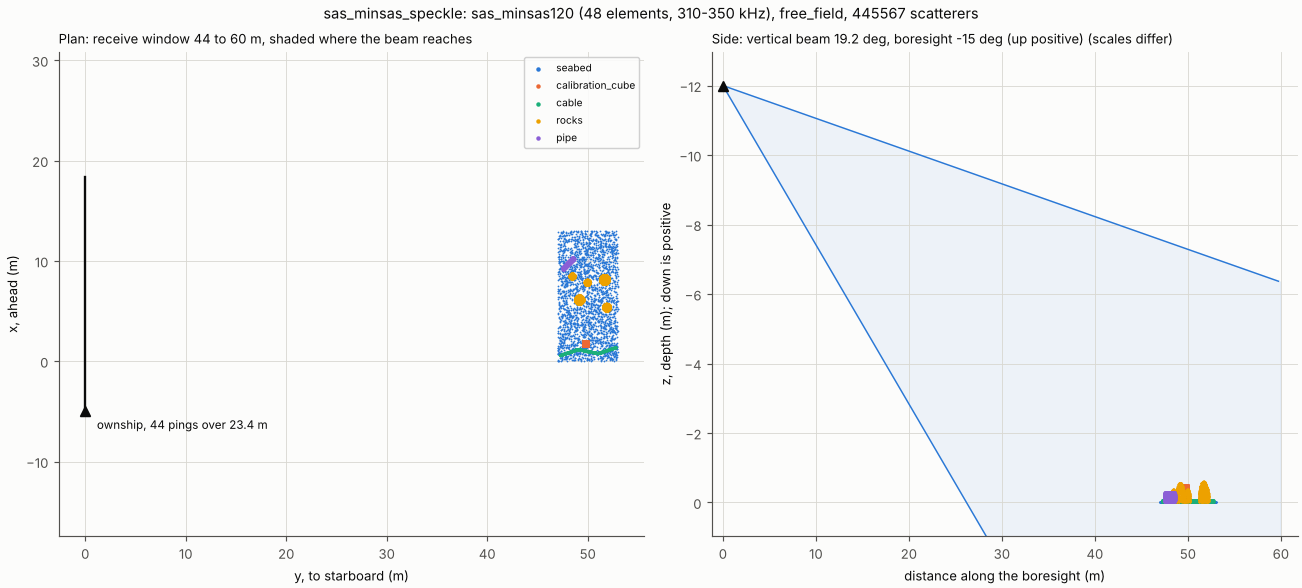 sas_minsas_speckle: sas_minsas120 (48 elements, 310-350 kHz), free_field, 445567 scatterers
Plan: receive window 44 to 60 m, shaded where the beam reaches
30
20
10
0
−10
x, ahead (m)
0
10
20
30
40
50
y, to starboard (m)
seabed
calibration_cube
cable
rocks
pipe
ownship, 44 pings over 23.4 m
Side: vertical beam 19.2 deg, boresight -15 deg (up positive) (scales differ)
−12
−10
−8
−6
−4
−2
0
z, depth (m); down is positive
0
10
20
30
40
50
60
distance along the boresight (m)